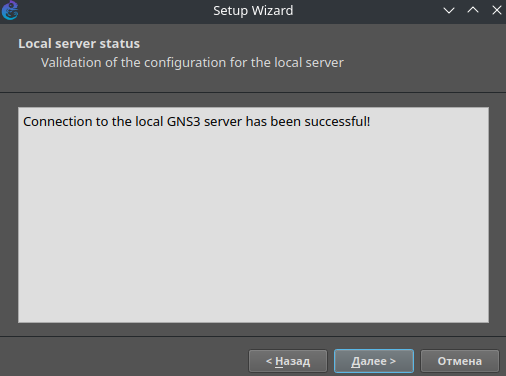 Setup Wizard
Local server status
Validation of the configuration for the local server
Connection to the local GNS3 server has been successful!
< Назад
Далее >
Отмена